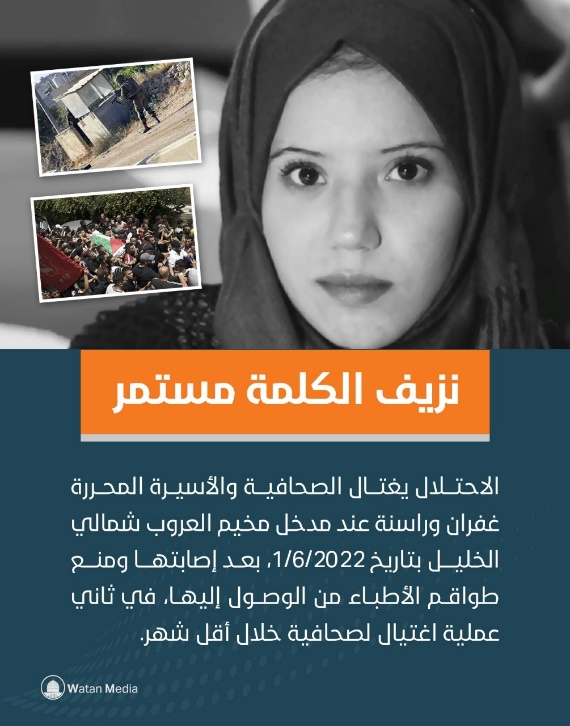 نزيف الكلمة مستمر
الاحتلال يغتال الصحافية والأسيرة المحررة
غفران وراسنة عند مدخل مخيم العروب شمالي
الخليل بتاريخ 1/6/2022، بعد إصابتها ومنع
طواقم الأطباء من الوصول إليها، في ثاني
عملية اغتيال لصحافية خلال أقل شهر.
Watan Media